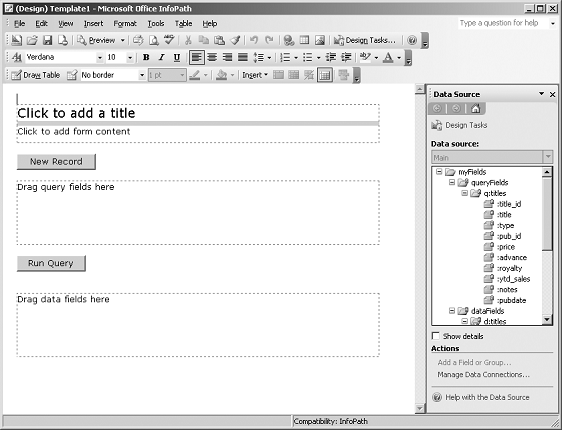 (Design) Template1 - Microsoft Office InfoPath
File Edit View Insert Format Tools Table Help Type a question for help
Preview Design Tasks...
Verdana 10 B I U
Draw Table No border 1 pt Insert
Data Source
Design Tasks
Data source:
Main
myFields
queryFields
q:titles
:title_id
:title
:type
:pub_id
:price
:advance
:royalty
:ytd_sales
:notes
:pubdate
dataFields
d:titles
Show details
Actions
Add a Field or Group...
Manage Data Connections...
Help with the Data Source
Click to add a title
Click to add form content
New Record
Drag query fields here
Run Query
Drag data fields here
Compatibility: InfoPath